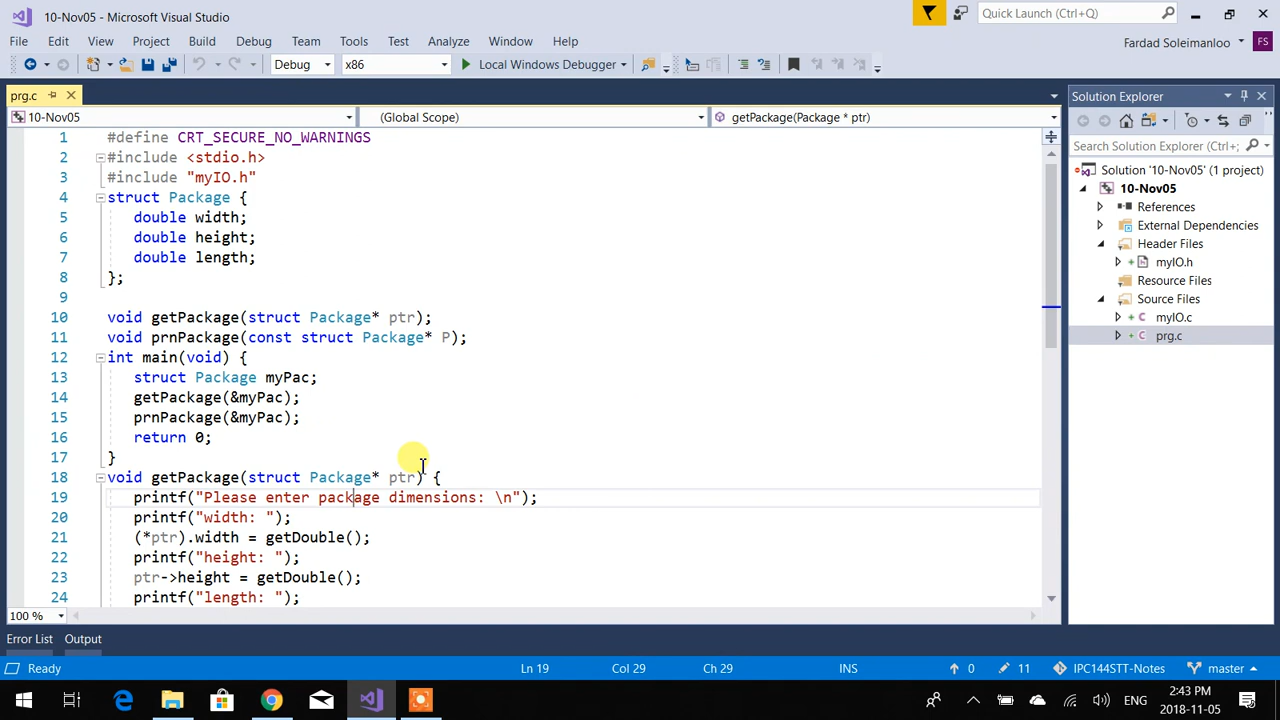 10-Nov05 - Microsoft Visual Studio
Quick Launch (Ctrl+Q)
File Edit View Project Build Debug Team Tools Test Analyze Window Help
Fardad Soleimanloo FS
Debug x86 Local Windows Debugger
prg.c
10-Nov05 (Global Scope) getPackage(Package * ptr)
1 #define CRT_SECURE_NO_WARNINGS
2 #include <stdio.h>
3 #include "myIO.h"
4 struct Package {
5 double width;
6 double height;
7 double length;
8 };
9
10 void getPackage(struct Package* ptr);
11 void prnPackage(const struct Package* P);
12 int main(void) {
13 struct Package myPac;
14 getPackage(&myPac);
15 prnPackage(&myPac);
16 return 0;
17 }
18 void getPackage(struct Package* ptr) {
19 printf("Please enter package dimensions: \n");
20 printf("width: ");
21 (*ptr).width = getDouble();
22 printf("height: ");
23 ptr->height = getDouble();
24 printf("length: ");
100 %
Solution Explorer
Search Solution Explorer (Ctrl+;
Solution '10-Nov05' (1 project)
10-Nov05
References
External Dependencies
Header Files
myIO.h
Resource Files
Source Files
myIO.c
prg.c
Error List Output
Ready Ln 19 Col 29 Ch 29 INS 0 11 IPC144STT-Notes master
ENG 2:43 PM
2018-11-05